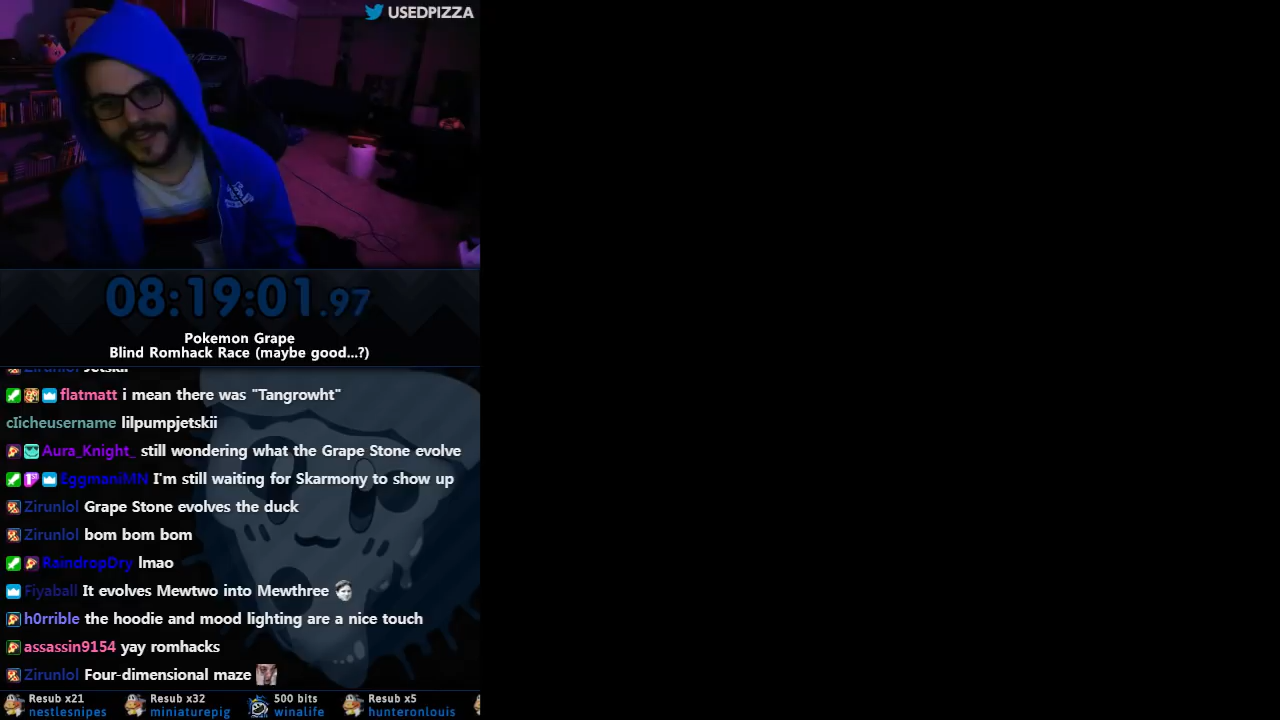 USEDPIZZA
08:19:01.97
Pokemon Grape
Blind Romhack Race (maybe good...?)
Zirunlol Jetskii
flatmatt i mean there was "Tangrowht"
cIicheusername lilpumpjetskii
Aura_Knight_ still wondering what the Grape Stone evolve
EggmaniMN I'm still waiting for Skarmony to show up
Zirunlol Grape Stone evolves the duck
Zirunlol bom bom bom
RaindropDry lmao
Fiyaball It evolves Mewtwo into Mewthree
h0rrible the hoodie and mood lighting are a nice touch
assassin9154 yay romhacks
Zirunlol Four-dimensional maze
Resub x21 Resub x32 500 bits Resub x5
nestlesnipes miniaturepig winalife hunteronlouis